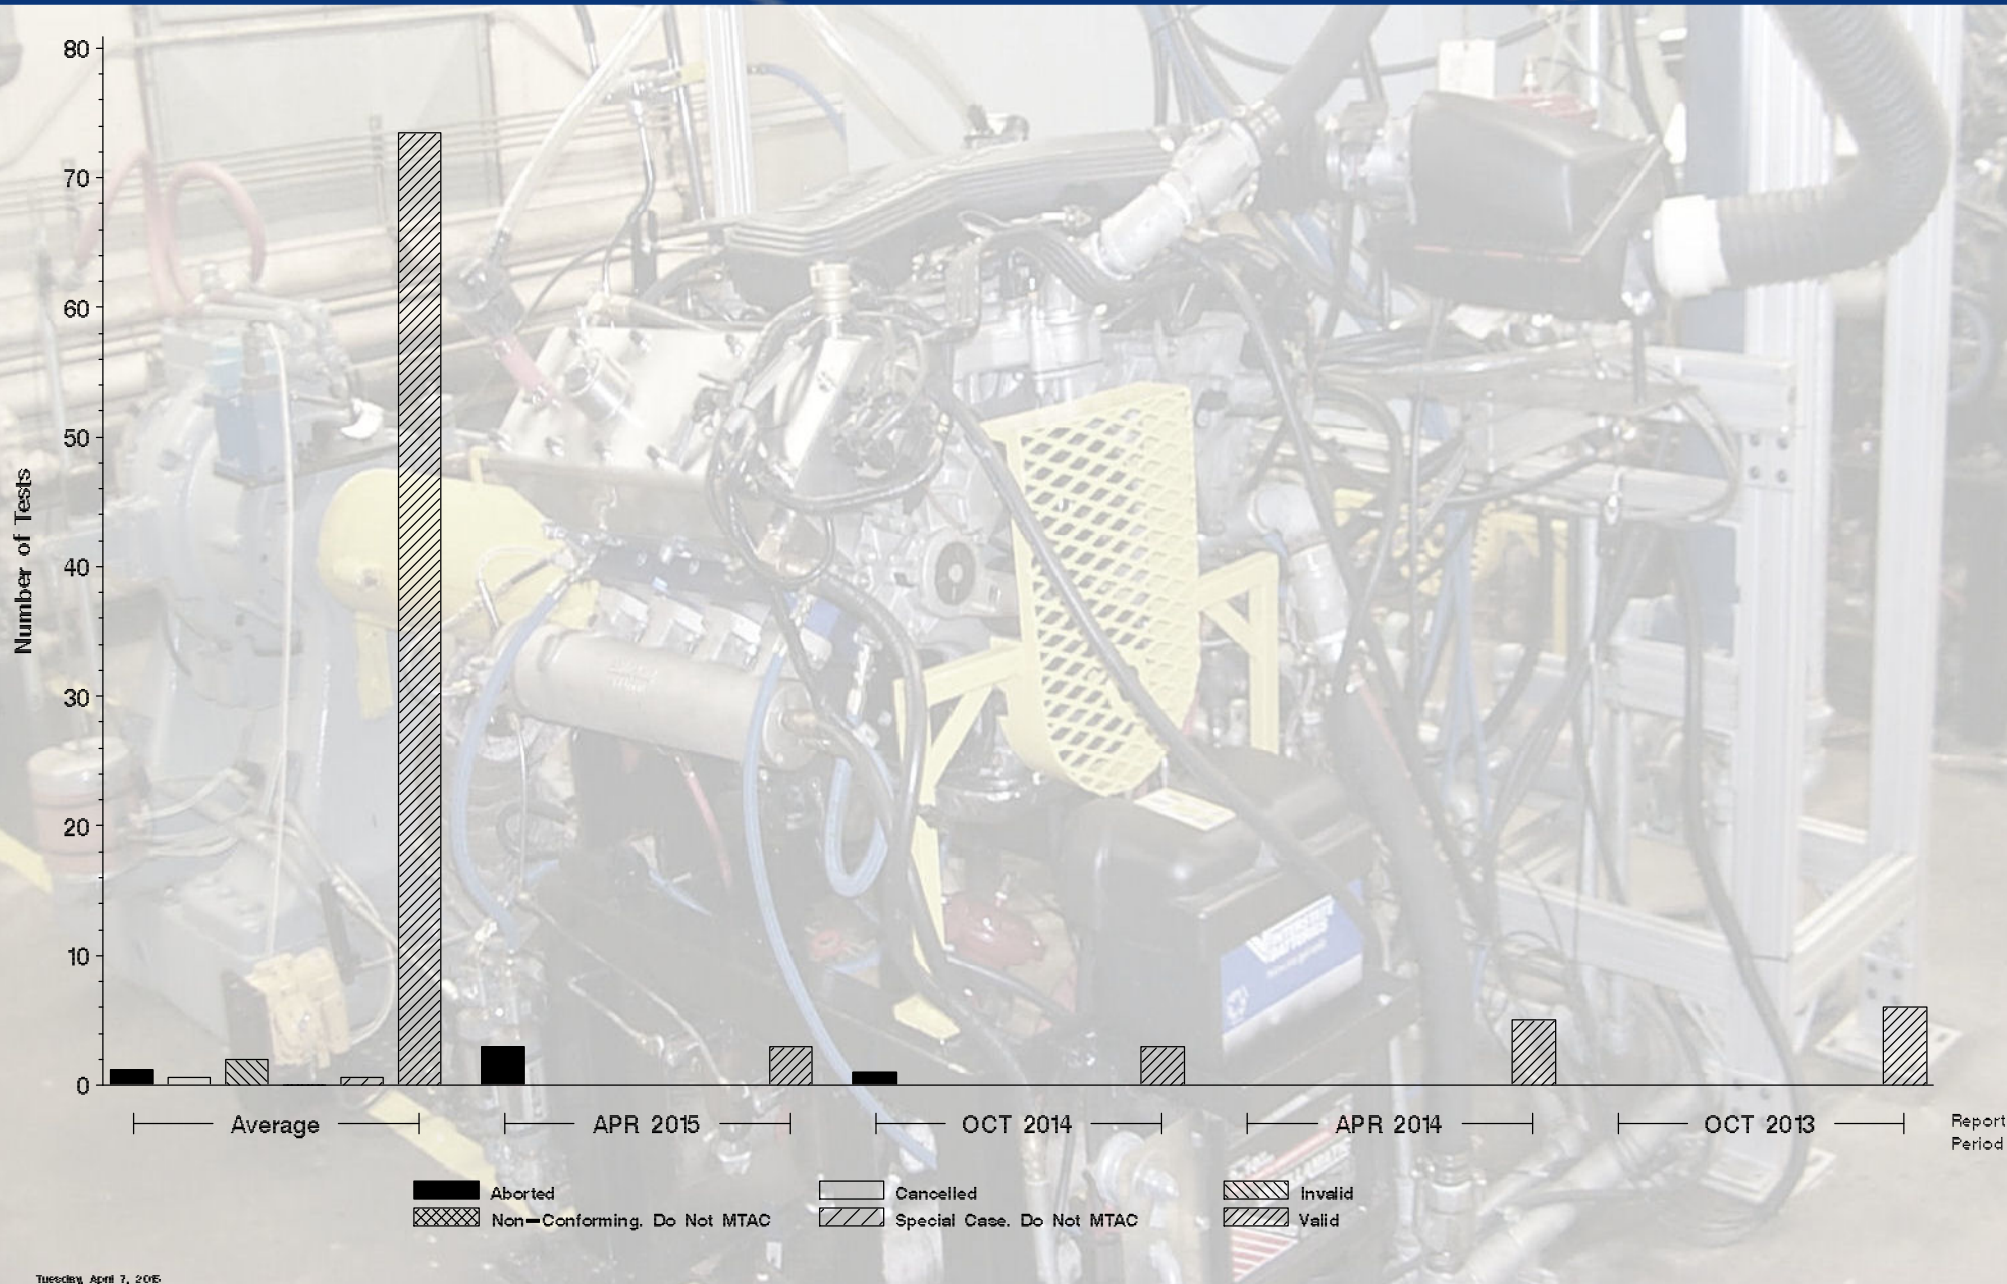 80
70
60
50
40
30
20
10
0
Number of Tests
Average
APR 2015
OCT 2014
APR 2014
OCT 2013
Report
Period
Aborted
Cancelled
Invalid
Non-Conforming. Do Not MTAC
Special Case. Do Not MTAC
Valid
Tuesday, April 7, 2015